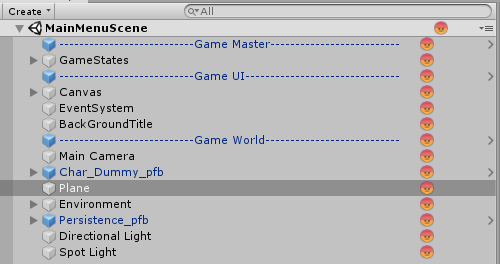 Create All
MainMenuScene
---------------------------Game Master--------------------------
GameStates
---------------------------Game UI-------------------------------
Canvas
EventSystem
BackGroundTitle
---------------------------Game World---------------------------
Main Camera
Char_Dummy_pfb
Plane
Environment
Persistence_pfb
Directional Light
Spot Light